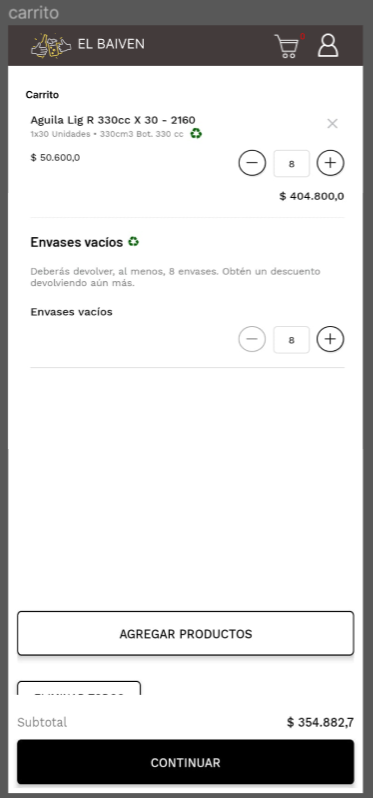 carrito
EL BAIVEN
Carrito
Aguila Lig R 330cc X 30 - 2160
1x30 Unidades • 330cm3 Bot. 330 cc
$ 50.600,0
8
$ 404.800,0
Envases vacíos
Deberás devolver, al menos, 8 envases. Obtén un descuento
devolviendo aún más.
Envases vacíos
8
AGREGAR PRODUCTOS
ELIMINAR TODOS
Subtotal
$ 354.882,7
CONTINUAR